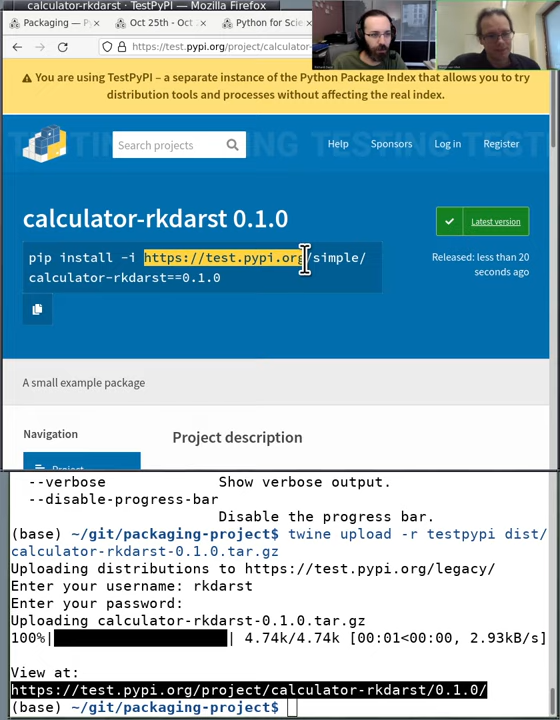 calculator-rkdarst · TestPyPI — Mozilla Firefox
Packaging — P
Oct 25th - Oct
Python for Scie
https://test.pypi.org/project/calculator-
You are using TestPyPI – a separate instance of the Python Package Index that allows you to try
distribution tools and processes without affecting the real index.
Search projects
Help
Sponsors
Log in
Register
calculator-rkdarst 0.1.0
Latest version
pip install -i https://test.pypi.org/simple/
calculator-rkdarst==0.1.0
Released: less than 20
seconds ago
A small example package
Navigation
Project description
Project
--verbose Show verbose output.
--disable-progress-bar
Disable the progress bar.
(base) ~/git/packaging-project$ twine upload -r testpypi dist/
calculator-rkdarst-0.1.0.tar.gz
Uploading distributions to https://test.pypi.org/legacy/
Enter your username: rkdarst
Enter your password:
Uploading calculator-rkdarst-0.1.0.tar.gz
100%| | 4.74k/4.74k [00:01<00:00, 2.93kB/s]
View at:
https://test.pypi.org/project/calculator-rkdarst/0.1.0/
(base) ~/git/packaging-project$